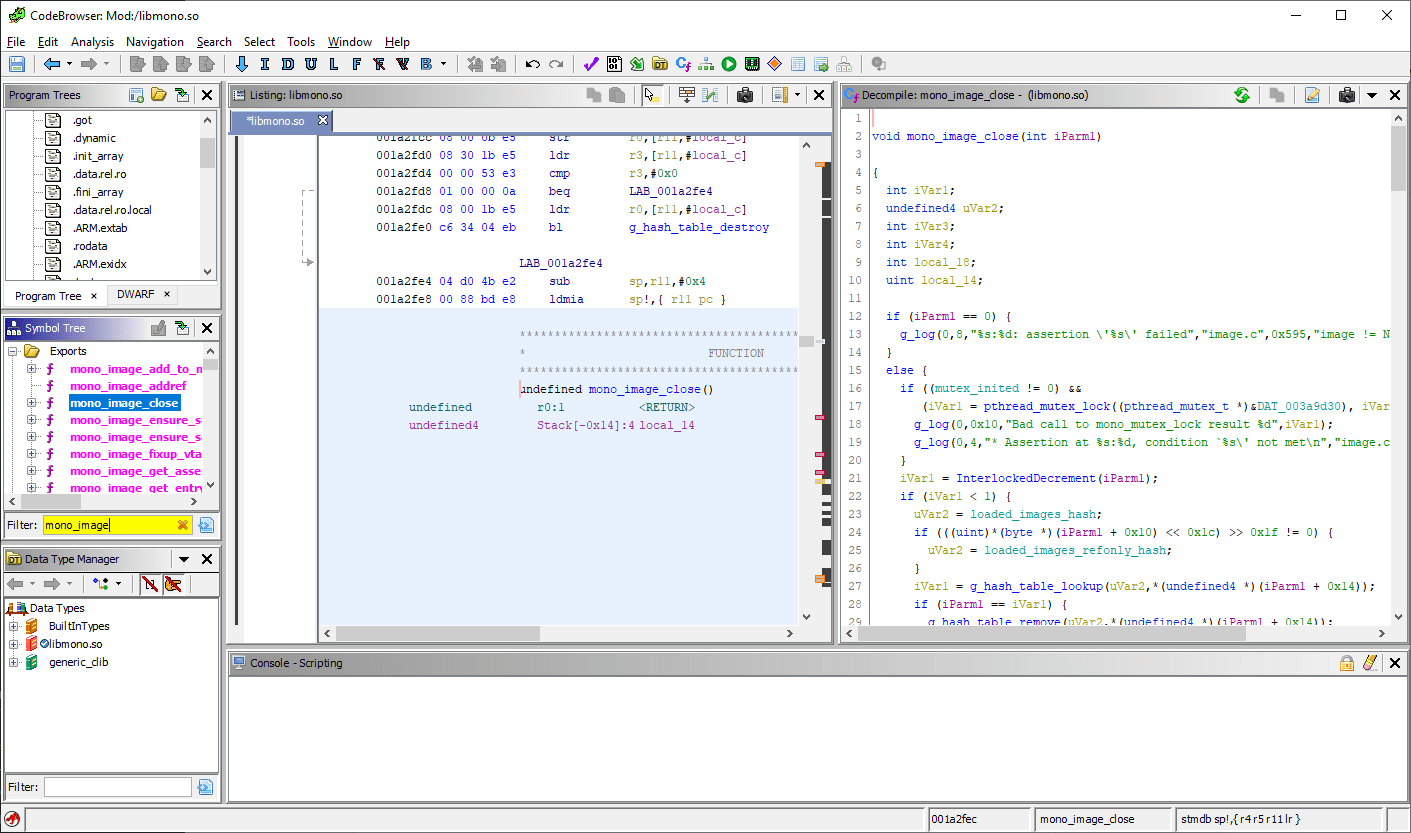 CodeBrowser: Mod:/libmono.so
File Edit Analysis Navigation Search Select Tools Window Help
I D U L F B
Program Trees
.got
.dynamic
.init_array
.data.rel.ro
.fini_array
.data.rel.ro.local
.ARM.extab
.rodata
.ARM.exidx
Program Tree × DWARF ×
Symbol Tree
Exports
f mono_image_add_to_n
f mono_image_addref
f mono_image_close
f mono_image_ensure_s
f mono_image_ensure_s
f mono_image_fixup_vta
f mono_image_get_asse
f mono_image_get_entry
Filter: mono_image
Data Type Manager
Data Types
BuiltInTypes
libmono.so
generic_clib
Filter:
Listing: libmono.so
*libmono.so
001a2fcc 08 00 0b e5 str r0,[r11,#local_c]
001a2fd0 08 30 1b e5 ldr r3,[r11,#local_c]
001a2fd4 00 00 53 e3 cmp r3,#0x0
001a2fd8 01 00 00 0a beq LAB_001a2fe4
001a2fdc 08 00 1b e5 ldr r0,[r11,#local_c]
001a2fe0 c6 34 04 eb bl g_hash_table_destroy
LAB_001a2fe4
001a2fe4 04 d0 4b e2 sub sp,r11,#0x4
001a2fe8 00 88 bd e8 ldmia sp!,{ r11 pc }
****************************************
* FUNCTION
****************************************
undefined mono_image_close()
undefined r0:1 <RETURN>
undefined4 Stack[-0x14]:4 local_14
Decompile: mono_image_close - (libmono.so)
1
2 void mono_image_close(int iParm1)
3
4 {
5 int iVar1;
6 undefined4 uVar2;
7 int iVar3;
8 int iVar4;
9 int local_18;
10 uint local_14;
11
12 if (iParm1 == 0) {
13 g_log(0,8,"%s:%d: assertion \'%s\' failed","image.c",0x595,"image != N
14 }
15 else {
16 if ((mutex_inited != 0) &&
17 (iVar1 = pthread_mutex_lock((pthread_mutex_t *)&DAT_003a9d30), iVar
18 g_log(0,0x10,"Bad call to mono_mutex_lock result %d",iVar1);
19 g_log(0,4,"* Assertion at %s:%d, condition `%s\' not met\n","image.c
20 }
21 iVar1 = InterlockedDecrement(iParm1);
22 if (iVar1 < 1) {
23 uVar2 = loaded_images_hash;
24 if (((uint)*(byte *)(iParm1 + 0x10) << 0x1c) >> 0x1f != 0) {
25 uVar2 = loaded_images_refonly_hash;
26 }
27 iVar1 = g_hash_table_lookup(uVar2,*(undefined4 *)(iParm1 + 0x14));
28 if (iParm1 == iVar1) {
29 g_hash_table_remove(uVar2,*(undefined4 *)(iParm1 + 0x14));
Console - Scripting
001a2fec mono_image_close stmdb sp!,{ r4 r5 r11 lr }